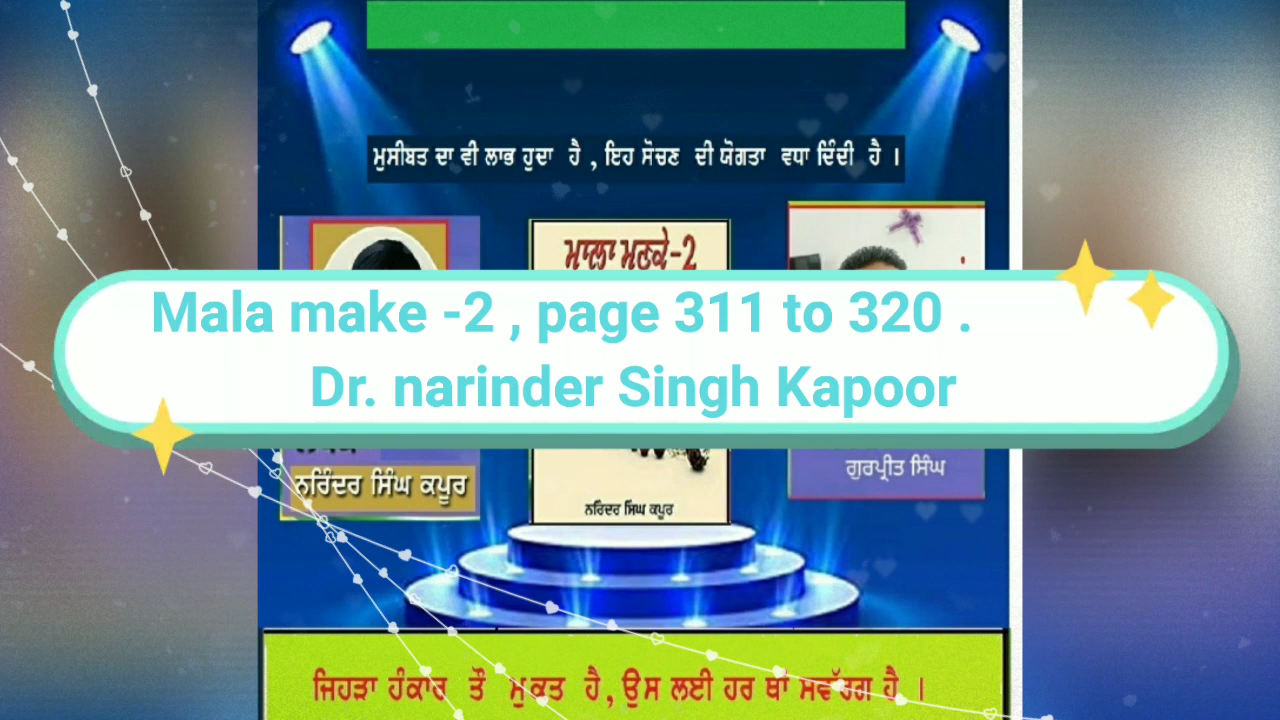 ਮੁਸੀਬਤ ਦਾ ਵੀ ਲਾਭ ਹੁਦਾ ਹੈ , ਇਹ ਸੋਚਣ ਦੀ ਯੋਗਤਾ ਵਧਾ ਦਿੰਦੀ ਹੈ ।
ਮਾਲਾ ਮਣਕੇ-2
Mala make -2 , page 311 to 320 .
Dr. narinder Singh Kapoor
ਨਰਿੰਦਰ ਸਿੰਘ ਕਪੂਰ
ਨਰਿੰਦਰ ਸਿੰਘ ਕਪੂਰ
ਗੁਰਪ੍ਰੀਤ ਸਿੰਘ
ਜਿਹੜਾ ਹੰਕਾਰ ਤੌਂ ਮੁਕਤ ਹੈ, ਉਸ ਲਈ ਹਰ ਥਾਂ ਸਵੱਰਗ ਹੈ ।